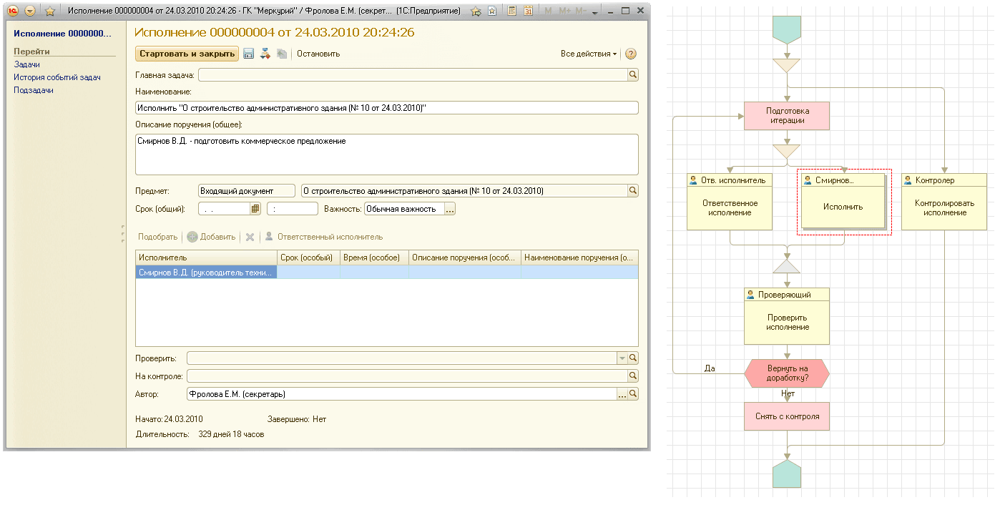 Исполнение 000000004 от 24.03.2010 20:24:26 - ГК "Меркурий" / Фролова Е.М. (секрет... (1С:Предприятие)
M M+ M-
Исполнение 0000000...
Перейти
Задачи
История событий задач
Подзадачи
Исполнение 000000004 от 24.03.2010 20:24:26
Стартовать и закрыть Остановить Все действия
Главная задача:
Наименование:
Исполнить "О строительство административного здания (№ 10 от 24.03.2010)"
Описание поручения (общее):
Смирнов В.Д. - подготовить коммерческое предложение
Предмет: Входящий документ О строительство административного здания (№ 10 от 24.03.2010)
Срок (общий): . . : Важность: Обычная важность ...
Подобрать Добавить Ответственный исполнитель
Исполнитель Срок (особый) Время (особое) Описание поручения (особ... Наименование поручения (о...
Смирнов В.Д. (руководитель техни...
Проверить:
На контроле:
Автор: Фролова Е.М. (секретарь) ...
Начато: 24.03.2010 Завершено: Нет
Длительность: 329 дней 18 часов
Подготовка
итерации
Отв. исполнитель
Ответственное
исполнение
Смирнов...
Исполнить
Контролер
Контролировать
исполнение
Проверяющий
Проверить
исполнение
Да
Вернуть на
доработку?
Нет
Снять с контроля